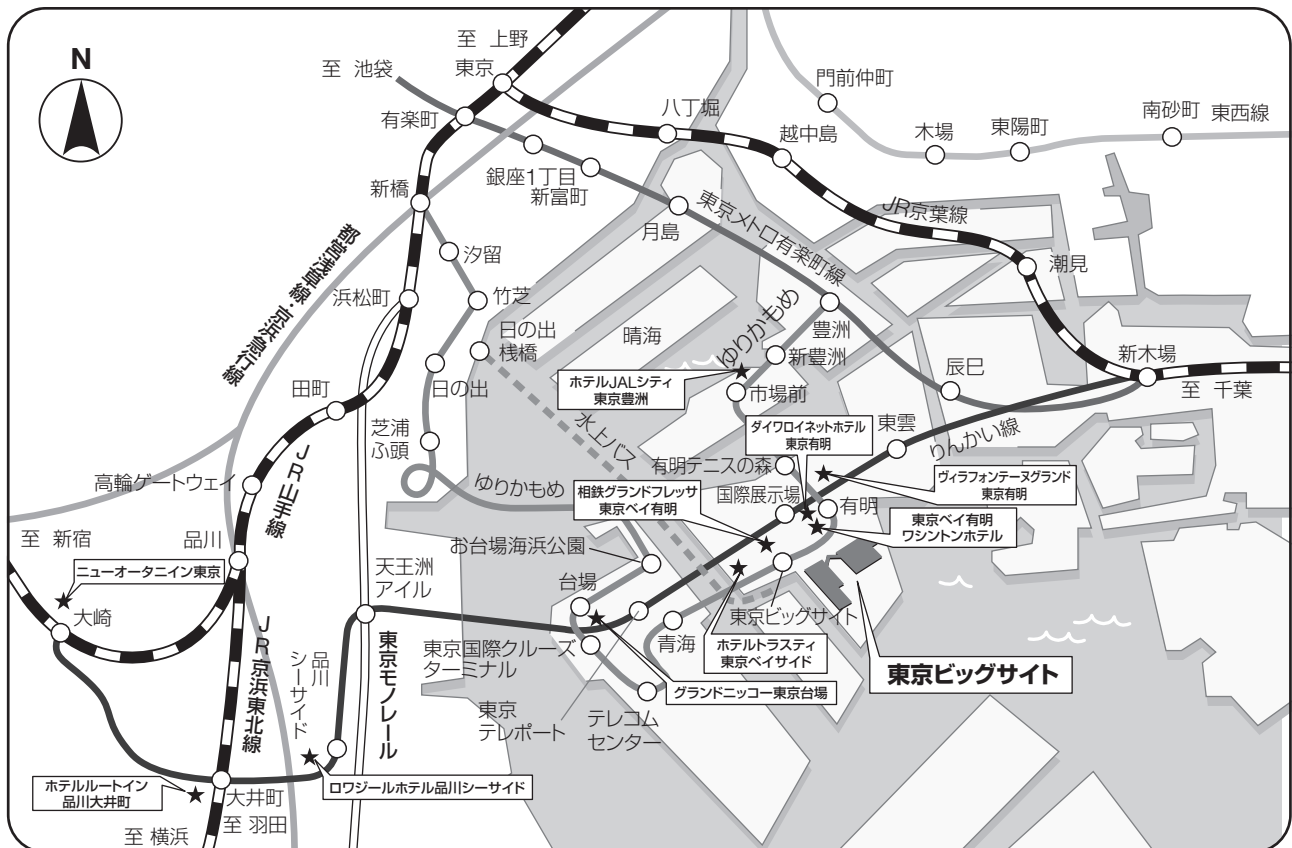 N
至 上野
至 池袋
東京
有楽町
八丁堀
越中島
門前仲町
木場
東陽町
南砂町
東西線
銀座1丁目
新富町
新橋
月島
東京メトロ有楽町線
JR京葉線
潮見
都営浅草線・京浜急行線
汐留
浜松町
竹芝
日の出
桟橋
晴海
ゆりかもめ
豊洲
新豊洲
ホテルJALシティ
東京豊洲
市場前
辰巳
新木場
至 千葉
田町
日の出
芝浦
ふ頭
水上バス
ダイワロイネットホテル
東京有明
東雲
りんかい線
JR山手線
高輪ゲートウェイ
ゆりかもめ
有明テニスの森
相鉄グランドフレッサ
東京ベイ有明
国際展示場
有明
ヴィラフォンテーヌグランド
東京有明
東京ベイ有明
ワシントンホテル
至 新宿
品川
ニューオータニイン東京
大崎
お台場海浜公園
天王洲
アイル
台場
東京ビッグサイト
青海
東京国際クルーズ
ターミナル
ホテルトラスティ
東京ベイサイド
東京ビッグサイト
グランドニッコー東京台場
JR京浜東北線
品川
シーサイド
東京モノレール
東京
テレポート
テレコム
センター
ホテルルートイン
品川大井町
大井町
ロワジールホテル品川シーサイド
至 横浜
至 羽田